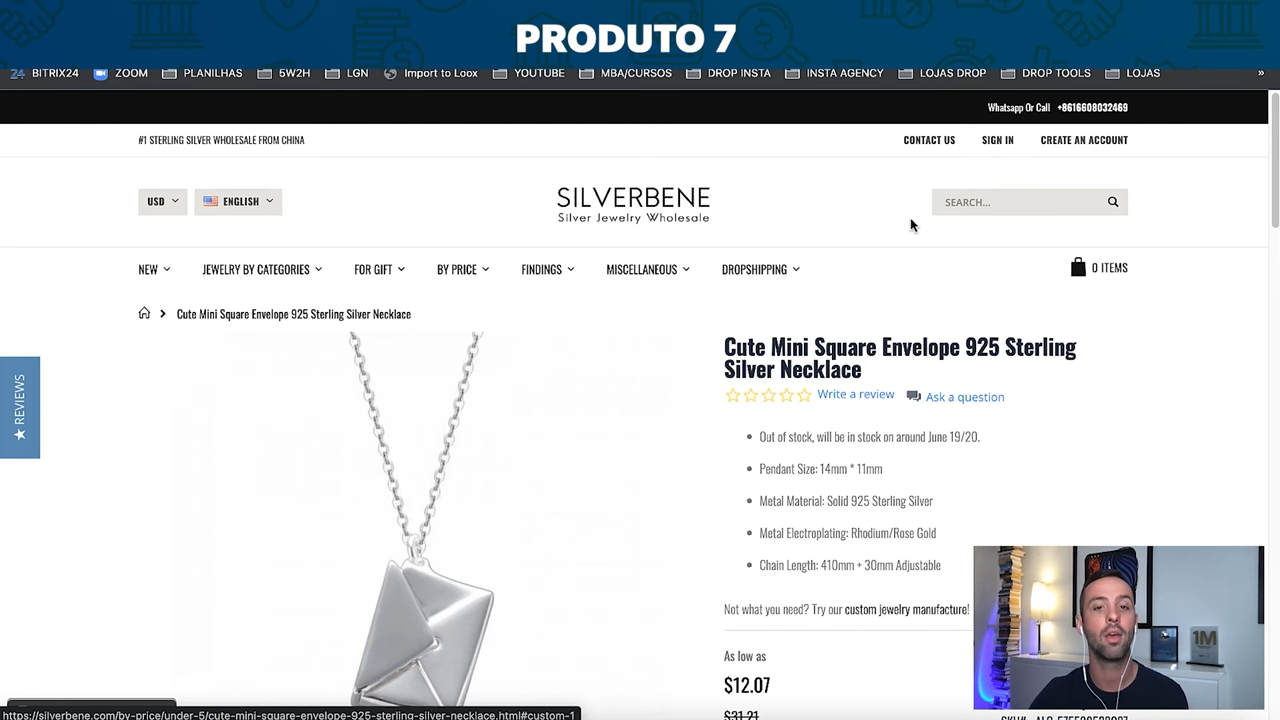 PRODUTO 7
24 BITRIX24 ZOOM PLANILHAS 5W2H LGN Import to Loox YOUTUBE MBA/CURSOS DROP INSTA INSTA AGENCY LOJAS DROP DROP TOOLS LOJAS »
Whatsapp Or Call +8616608032469
#1 STERLING SILVER WHOLESALE FROM CHINA CONTACT US SIGN IN CREATE AN ACCOUNT
USD ENGLISH SILVERBENE SEARCH...
Silver Jewelry Wholesale
NEW JEWELRY BY CATEGORIES FOR GIFT BY PRICE FINDINGS MISCELLANEOUS DROPSHIPPING 0 ITEMS
Cute Mini Square Envelope 925 Sterling Silver Necklace
Cute Mini Square Envelope 925 Sterling
Silver Necklace
Write a review Ask a question
★ REVIEWS
Out of stock, will be in stock on around June 19/20.
Pendant Size: 14mm * 11mm
Metal Material: Solid 925 Sterling Silver
Metal Electroplating: Rhodium/Rose Gold
Chain Length: 410mm + 30mm Adjustable
Not what you need? Try our custom jewelry manufacture!
1M
As low as
$12.07
$31.21
https://silverbene.com/by-price/under-5/cute-mini-square-envelope-925-sterling-silver-necklace.html#custom-1